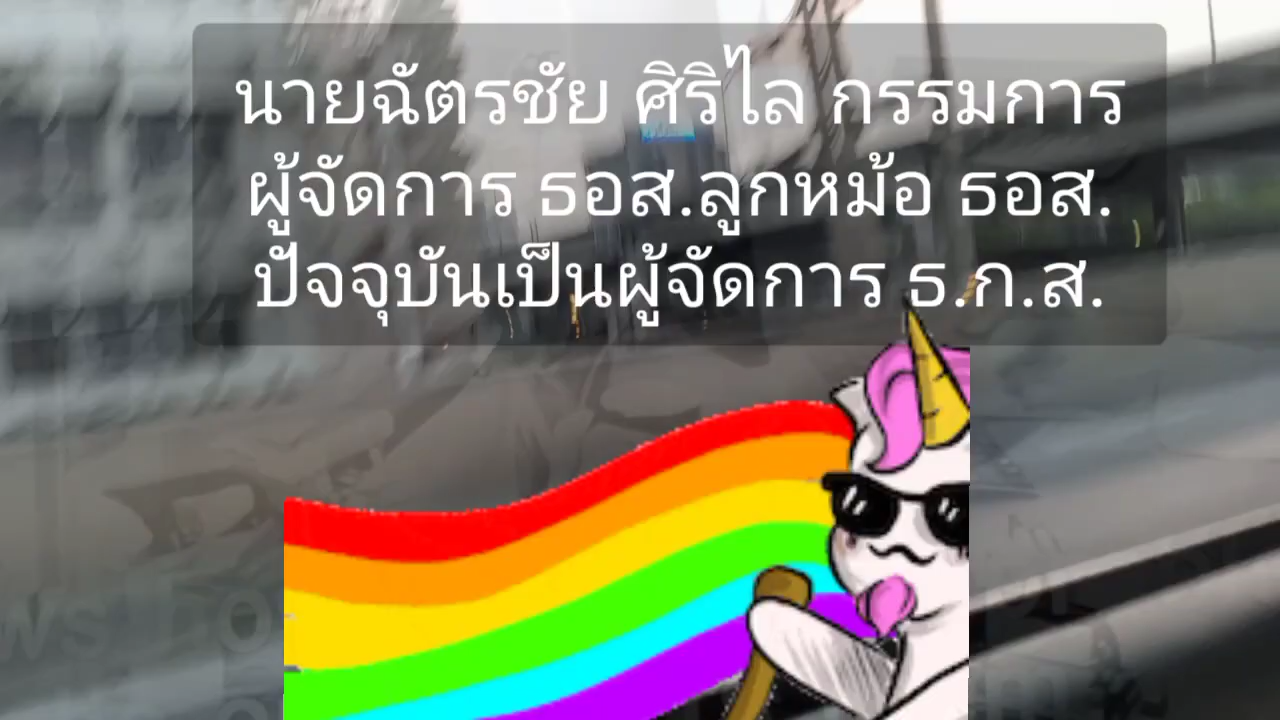 นายฉัตรชัย ศิริไล กรรมการ
ผู้จัดการ ธอส.ลูกหม้อ ธอส.
ปัจจุบันเป็นผู้จัดการ ธ.ก.ส.